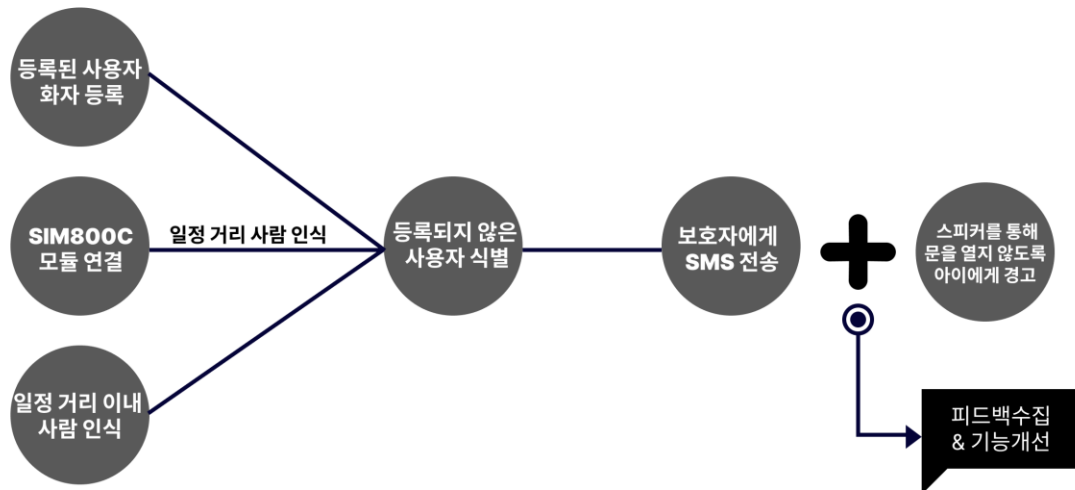 등록된 사용자
화자 등록
SIM800C
모듈 연결
일정 거리 사람 인식
일정 거리 이내
사람 인식
등록되지 않은
사용자 식별
보호자에게
SMS 전송
스피커를 통해
문을 열지 않도록
아이에게 경고
피드백수집
& 기능개선